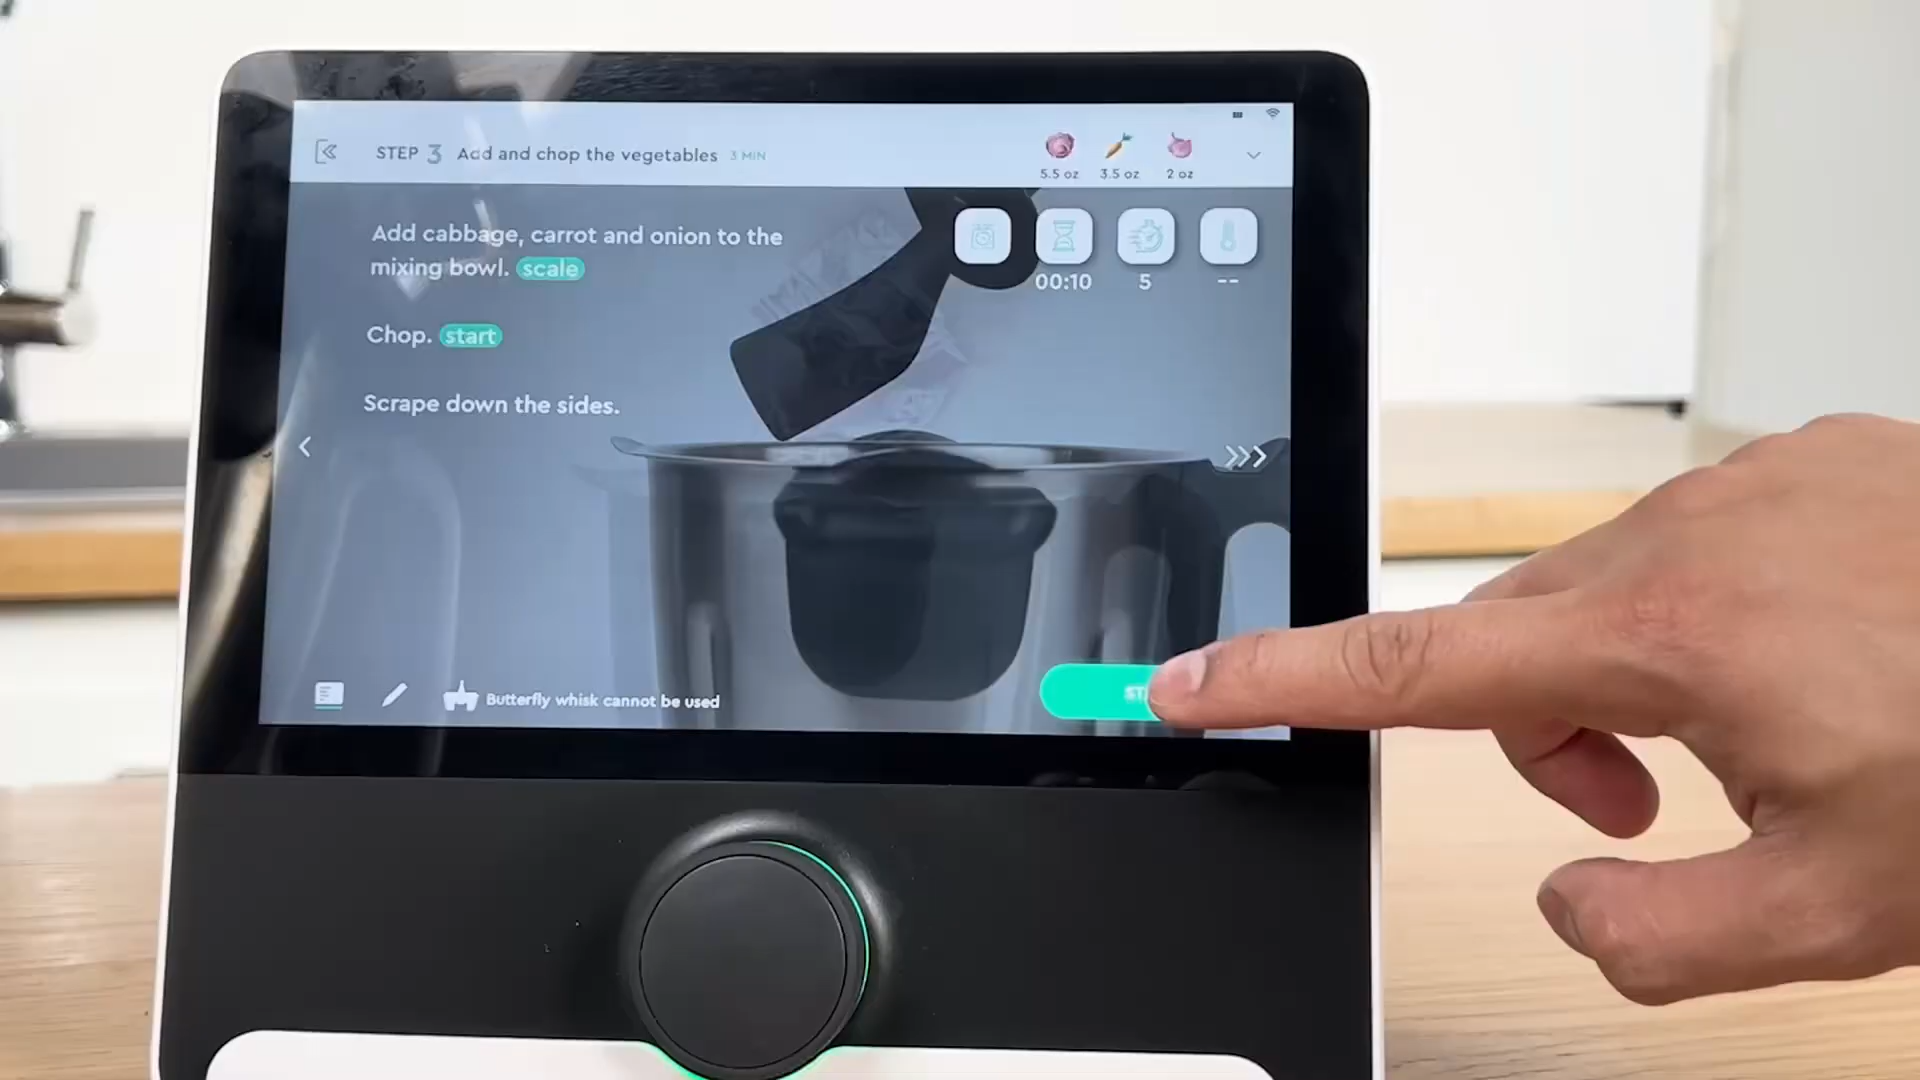 STEP 3 Add and chop the vegetables 3 MIN
5.5 oz 3.5 oz 2 oz
Add cabbage, carrot and onion to the
mixing bowl. scale
00:10 5 --
Chop. start
Scrape down the sides.
Butterfly whisk cannot be used